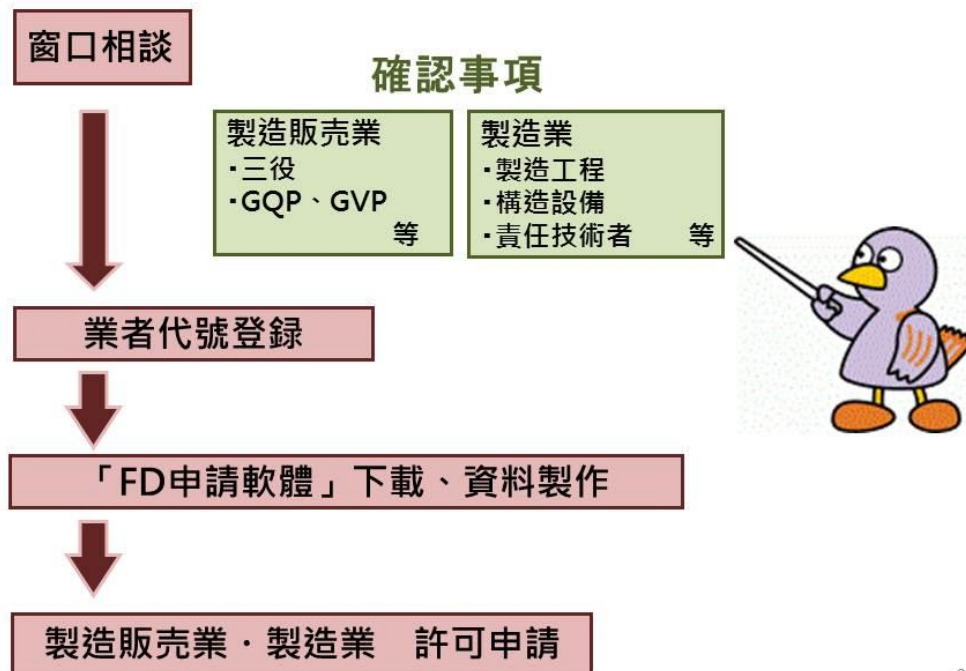 窓口相談
確認事項
製造販売業
・三役
・GQP、GVP
等
製造業
・製造工程
・構造設備
・責任技術者 等
業者代號登録
「FD申請軟體」下載、資料製作
製造販売業・製造業 許可申請